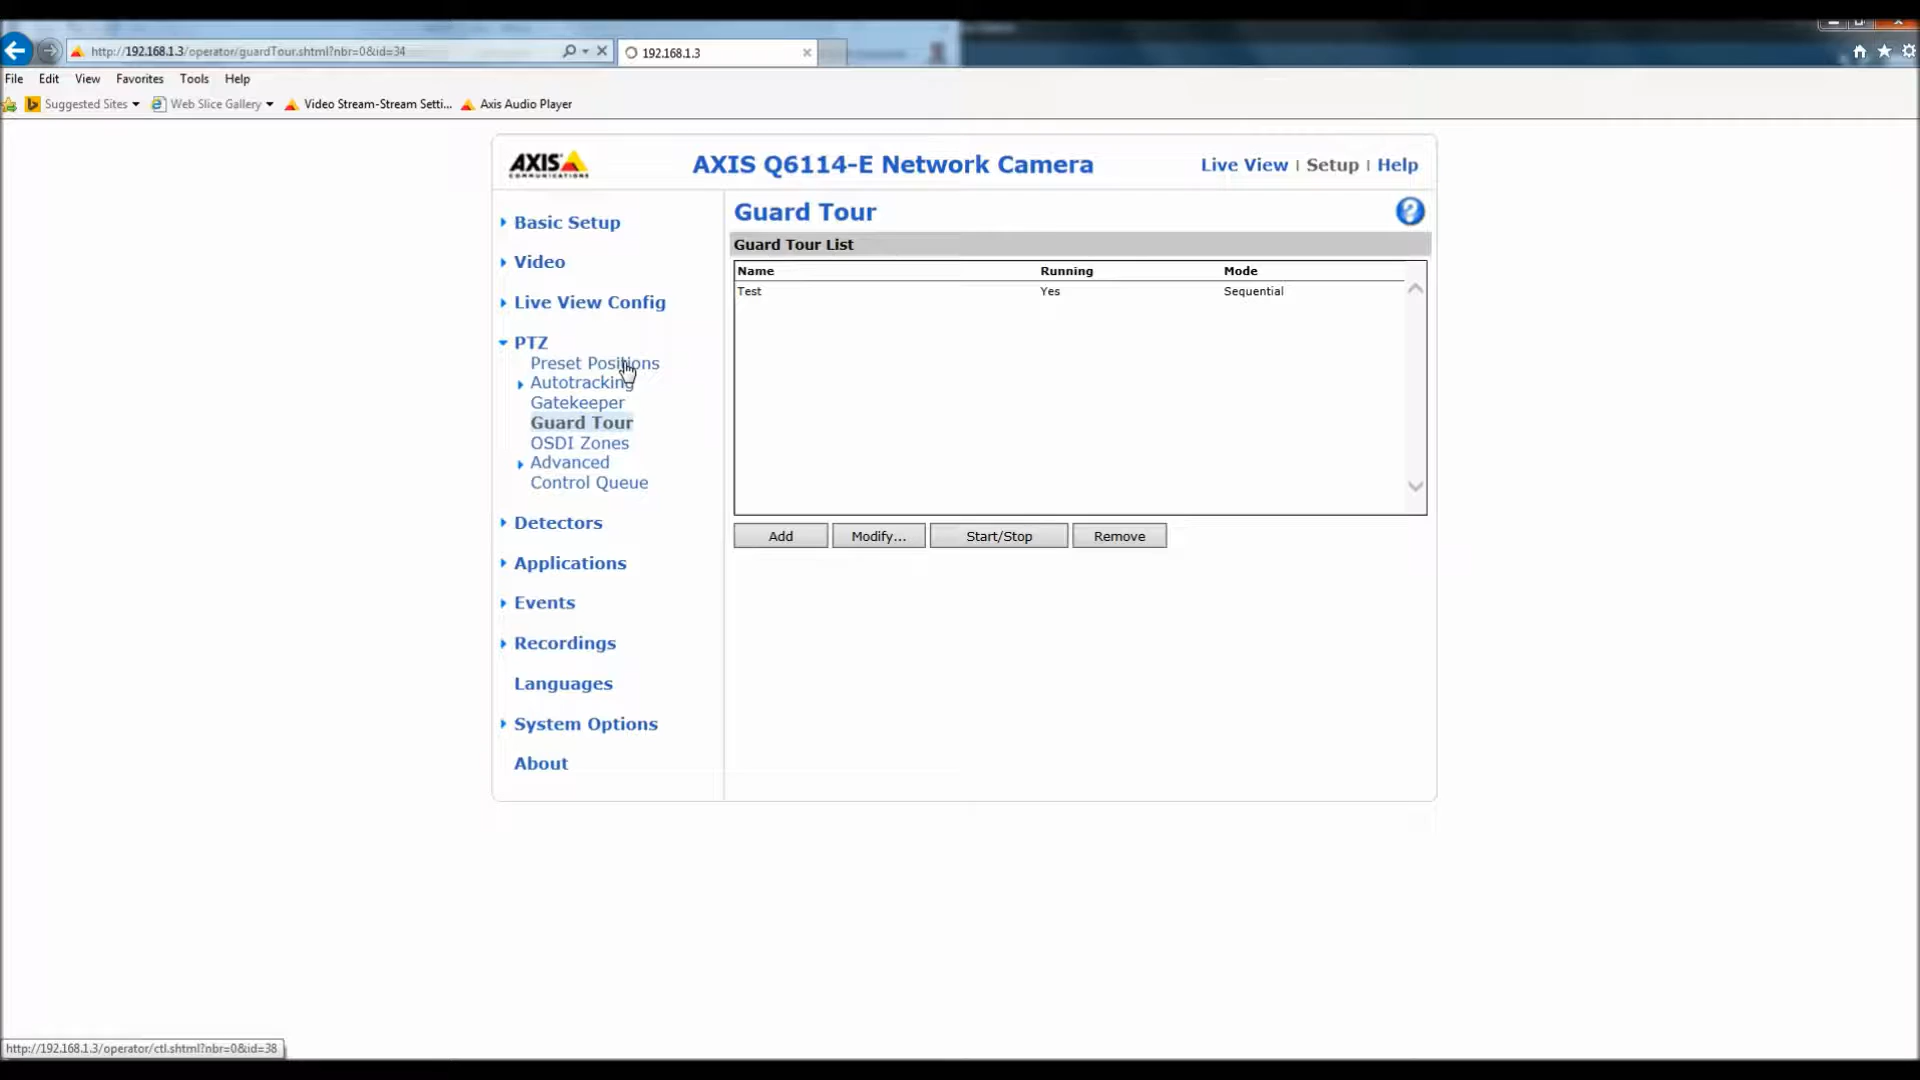 http://192.168.1.3/operator/guardTour.shtml?nbr=0&id=34
192.168.1.3
File Edit View Favorites Tools Help
Suggested Sites Web Slice Gallery Video Stream-Stream Setti... Axis Audio Player
AXIS COMMUNICATIONS
AXIS Q6114-E Network Camera
Live View | Setup | Help
Basic Setup
Video
Live View Config
PTZ
Preset Positions
Autotracking
Gatekeeper
Guard Tour
OSDI Zones
Advanced
Control Queue
Detectors
Applications
Events
Recordings
Languages
System Options
About
Guard Tour
Guard Tour List
Name Running Mode
Test Yes Sequential
Add Modify... Start/Stop Remove
http://192.168.1.3/operator/ctl.shtml?nbr=0&id=38